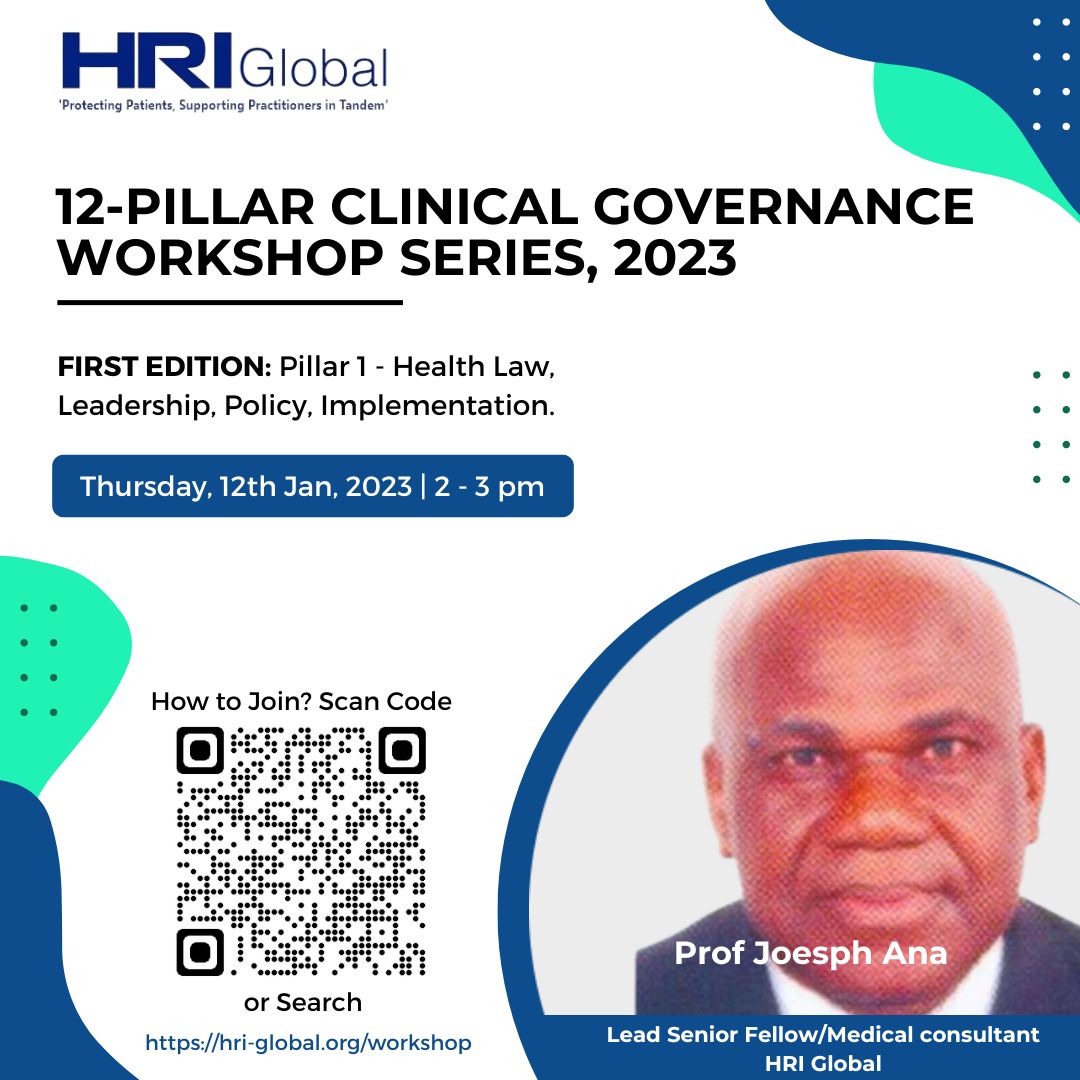 HRI Global
'Protecting Patients, Supporting Practitioners in Tandem'
12-PILLAR CLINICAL GOVERNANCE
WORKSHOP SERIES, 2023
FIRST EDITION: Pillar 1 - Health Law,
Leadership, Policy, Implementation.
Thursday, 12th Jan, 2023 | 2 - 3 pm
How to Join? Scan Code
or Search
https://hri-global.org/workshop
Prof Joesph Ana
Lead Senior Fellow/Medical consultant
HRI Global